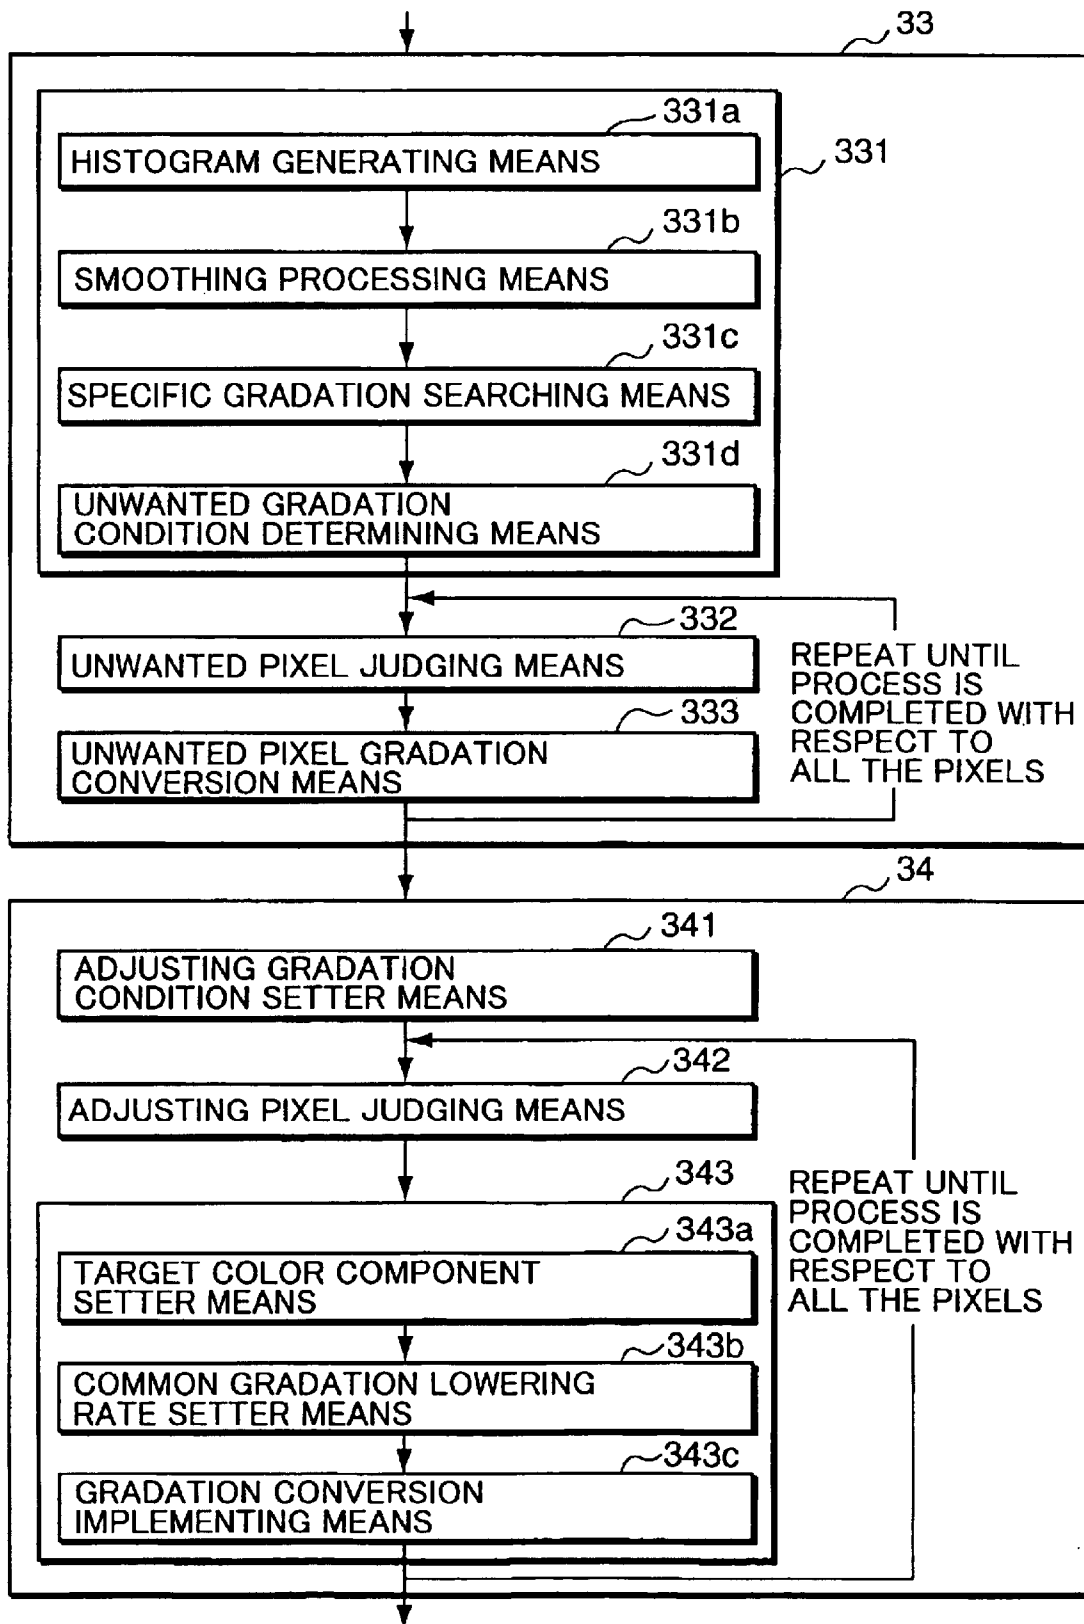 33
331a
HISTOGRAM GENERATING MEANS
331
331b
SMOOTHING PROCESSING MEANS
331c
SPECIFIC GRADATION SEARCHING MEANS
331d
UNWANTED GRADATION
CONDITION DETERMINING MEANS
332
UNWANTED PIXEL JUDGING MEANS
333
UNWANTED PIXEL GRADATION
CONVERSION MEANS
REPEAT UNTIL
PROCESS IS
COMPLETED WITH
RESPECT TO
ALL THE PIXELS
34
341
ADJUSTING GRADATION
CONDITION SETTER MEANS
342
ADJUSTING PIXEL JUDGING MEANS
343
343a
TARGET COLOR COMPONENT
SETTER MEANS
343b
COMMON GRADATION LOWERING
RATE SETTER MEANS
343c
GRADATION CONVERSION
IMPLEMENTING MEANS
REPEAT UNTIL
PROCESS IS
COMPLETED WITH
RESPECT TO
ALL THE PIXELS